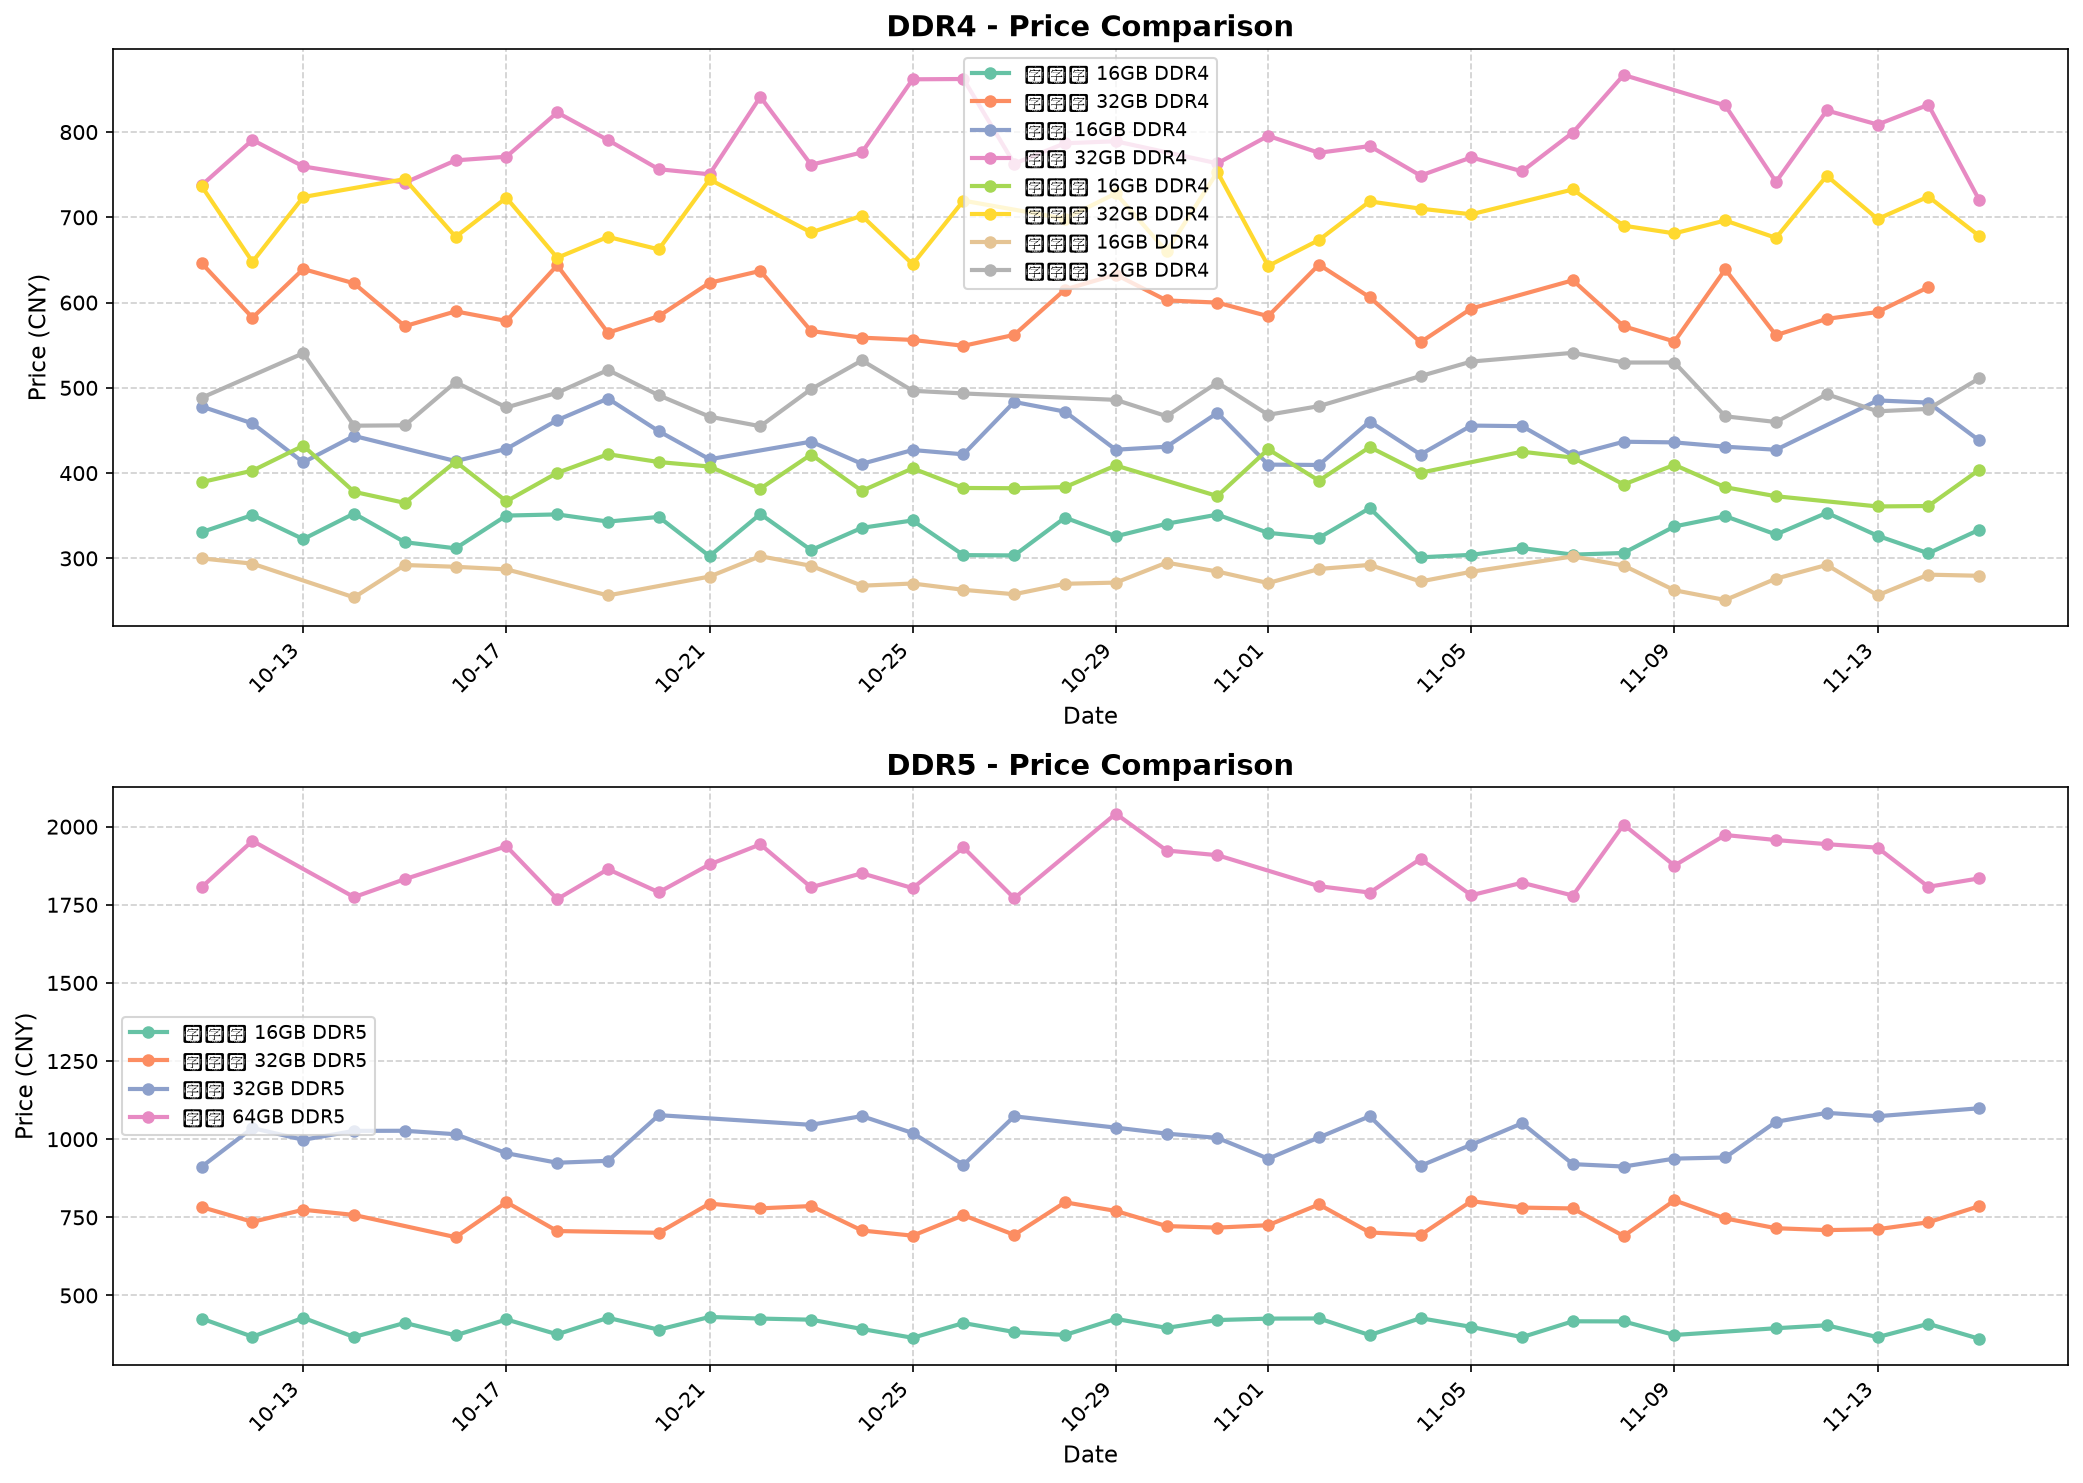 DDR4 - Price Comparison
16GB DDR4
32GB DDR4
16GB DDR4
32GB DDR4
16GB DDR4
32GB DDR4
16GB DDR4
32GB DDR4
Price (CNY)
800
700
600
500
400
300
10-13
10-17
10-21
10-25
10-29
11-01
11-05
11-09
11-13
Date
DDR5 - Price Comparison
16GB DDR5
32GB DDR5
32GB DDR5
64GB DDR5
Price (CNY)
2000
1750
1500
1250
1000
750
500
10-13
10-17
10-21
10-25
10-29
11-01
11-05
11-09
11-13
Date